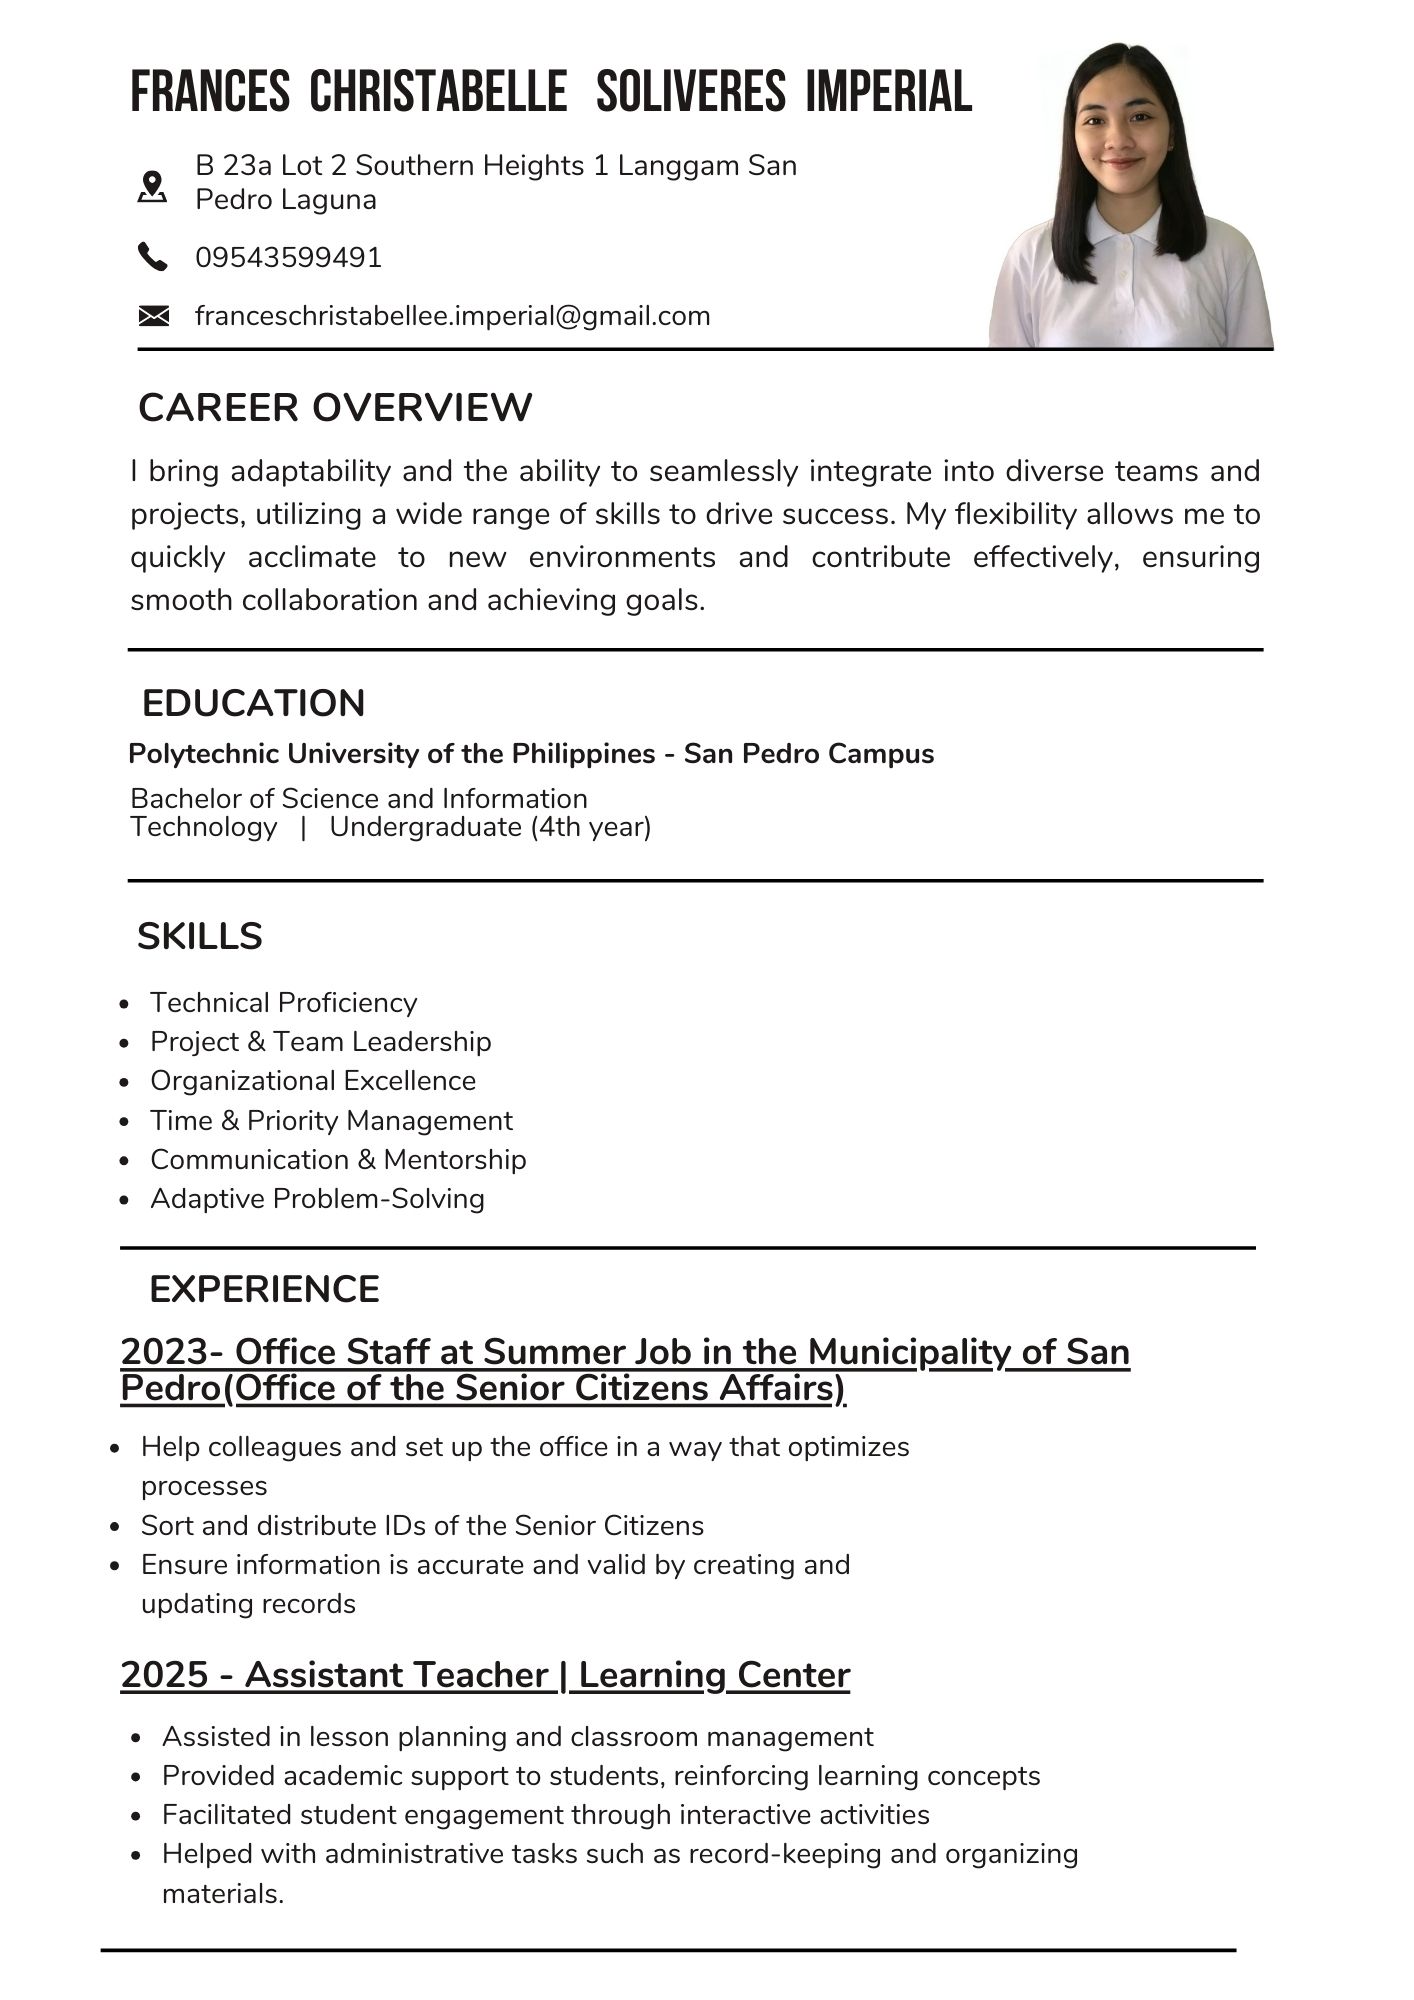 FRANCES CHRISTABELLE SOLIVERES IMPERIAL
B 23a Lot 2 Southern Heights 1 Langgam San
Pedro Laguna
09543599491
franceschristabellee.imperial@gmail.com
CAREER OVERVIEW
I bring adaptability and the ability to seamlessly integrate into diverse teams and
projects, utilizing a wide range of skills to drive success. My flexibility allows me to
quickly acclimate to new environments and contribute effectively, ensuring
smooth collaboration and achieving goals.
EDUCATION
Polytechnic University of the Philippines - San Pedro Campus
Bachelor of Science and Information
Technology | Undergraduate (4th year)
SKILLS
• Technical Proficiency
• Project & Team Leadership
• Organizational Excellence
• Time & Priority Management
• Communication & Mentorship
• Adaptive Problem-Solving
EXPERIENCE
2023- Office Staff at Summer Job in the Municipality of San
Pedro(Office of the Senior Citizens Affairs)
• Help colleagues and set up the office in a way that optimizes
processes
• Sort and distribute IDs of the Senior Citizens
• Ensure information is accurate and valid by creating and
updating records
2025 - Assistant Teacher | Learning Center
• Assisted in lesson planning and classroom management
• Provided academic support to students, reinforcing learning concepts
• Facilitated student engagement through interactive activities
• Helped with administrative tasks such as record-keeping and organizing
materials.